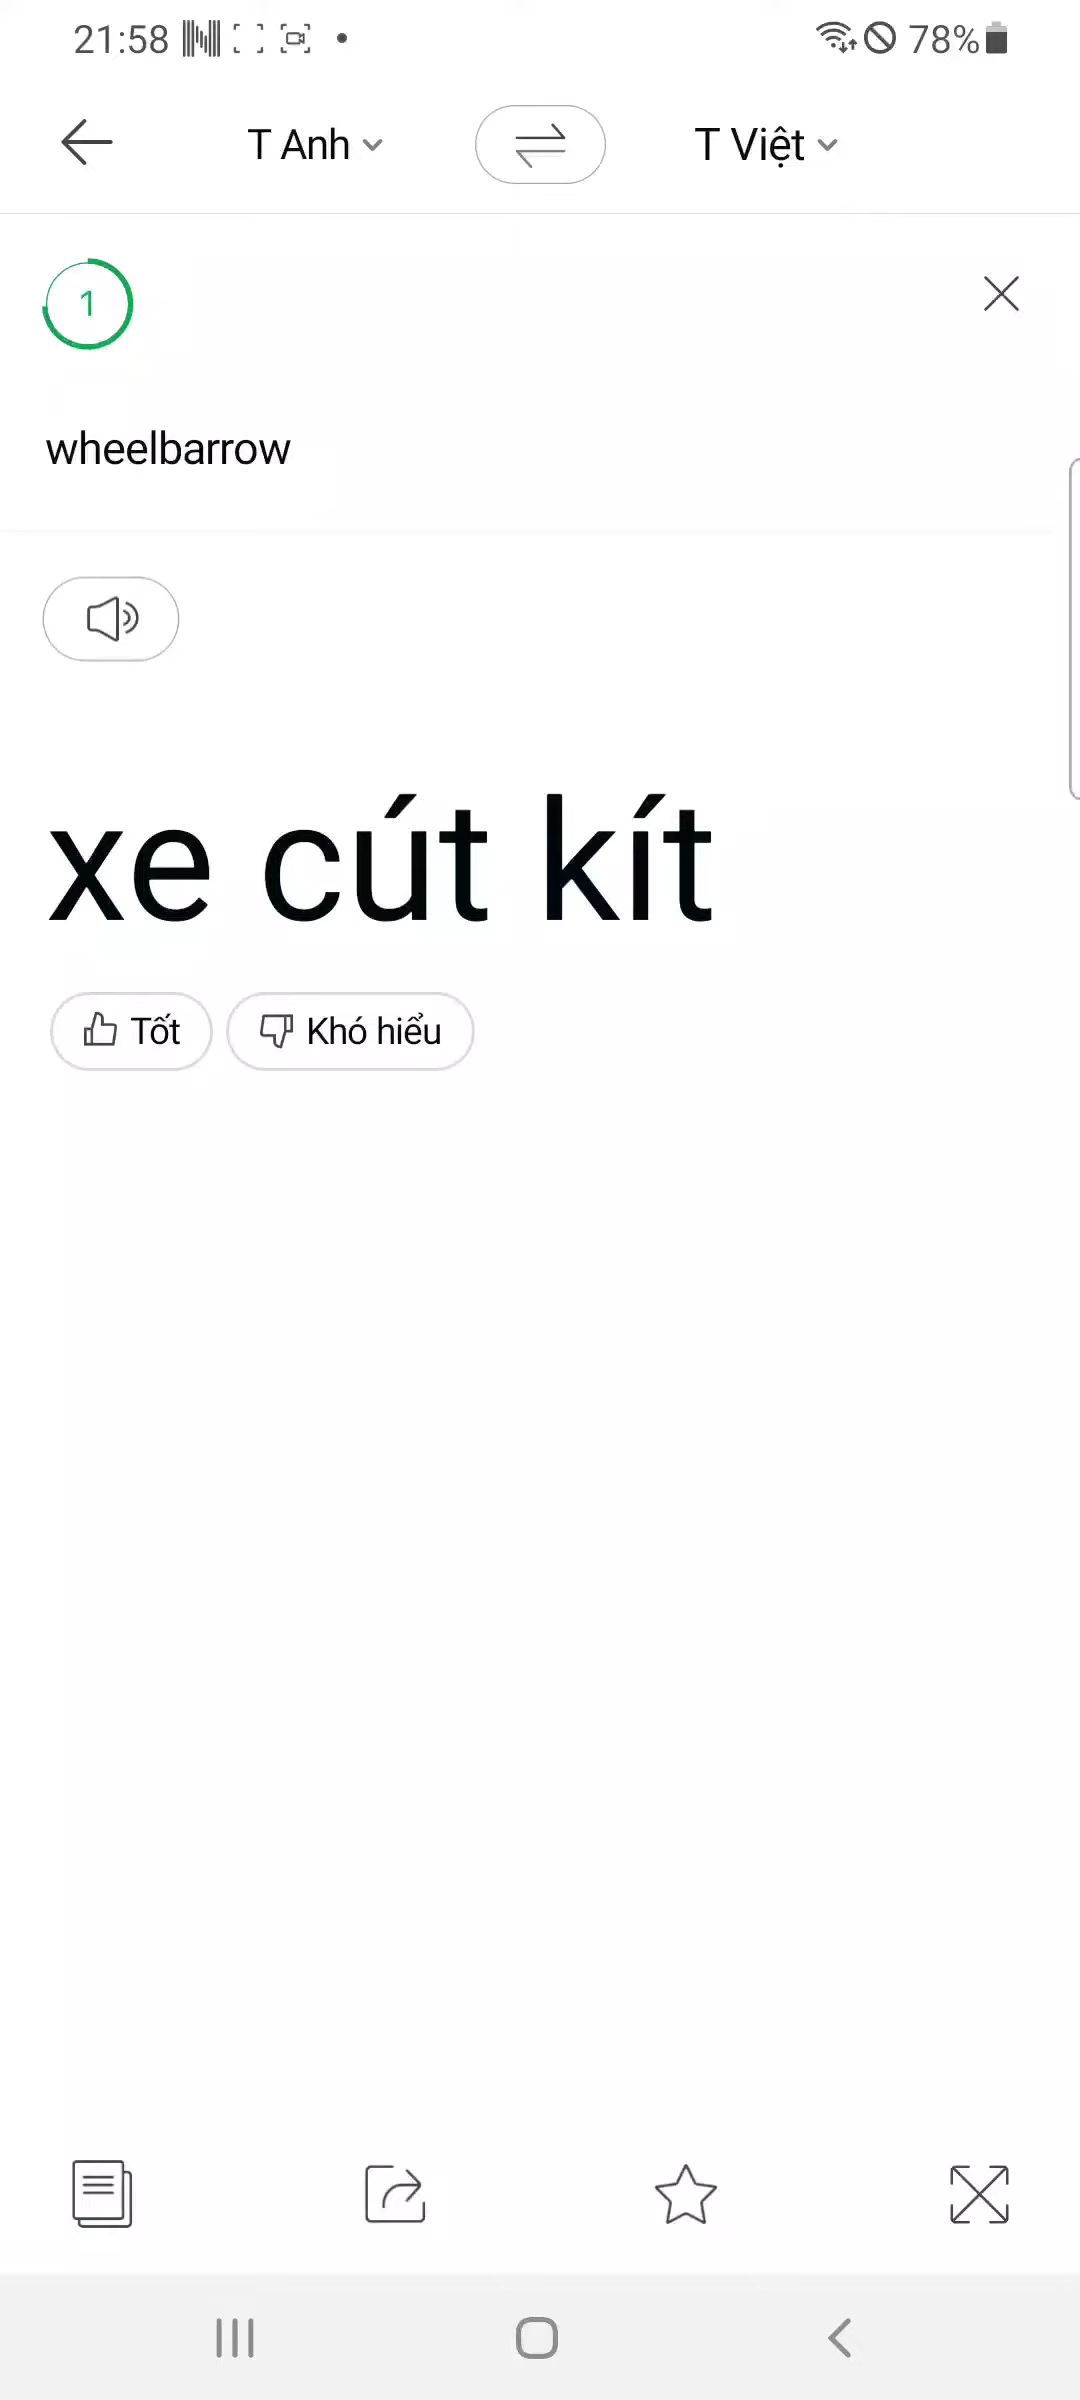 21:58 78%
T Anh T Việt
1
wheelbarrow
xe cút kít
Tốt Khó hiểu